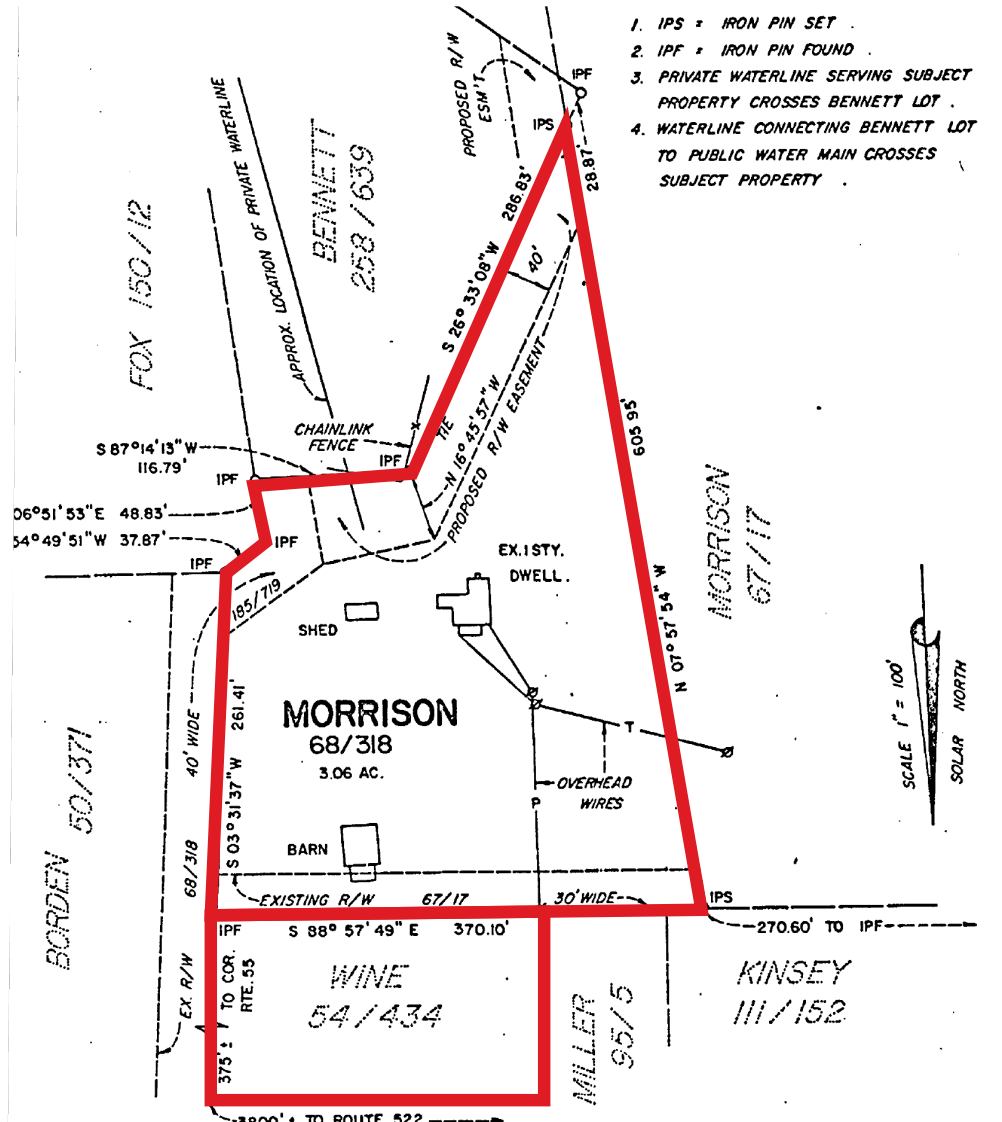 1. IPS = IRON PIN SET .
2. IPF = IRON PIN FOUND .
3. PRIVATE WATERLINE SERVING SUBJECT
PROPERTY CROSSES BENNETT LOT .
4. WATERLINE CONNECTING BENNETT LOT
TO PUBLIC WATER MAIN CROSSES
SUBJECT PROPERTY .
PROPOSED R/W
ESM'T
IPF
IPS
28.87'
286.83'
S 26° 33' 08" W
40'
BENNETT
258/639
APPROX. LOCATION OF PRIVATE WATERLINE
FOX 150/12
CHAINLINK
FENCE
S 87°14'13" W
116.79'
IPF
IPF
N 16° 45' 57" W
PROPOSED R/W EASEMENT
605.95'
06°51'53"E 48.83'
54°49'51"W 37.87'
IPF
IPF
185/719
EX. 1 STY.
DWELL.
SHED
MORRISON
67/17
N 07° 57' 54" W
MORRISON
68/318
3.06 AC.
261.41'
S 03° 31' 37" W
40' WIDE
68/318
BORDEN 50/371
T
OVERHEAD
WIRES
P
SCALE 1" = 100'
SOLAR NORTH
BARN
EXISTING R/W 67/17 30' WIDE
IPS
270.60' TO IPF
IPF
S 88° 57' 49" E 370.10'
EX. R/W
375' ± TO COR.
RTE. 55
WINE
54/434
MILLER
95/5
KINSEY
111/152
3800' ± TO ROUTE 522